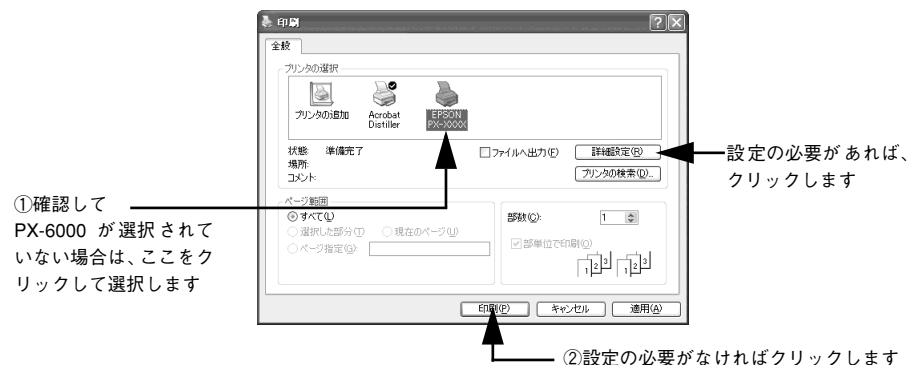 印刷
全般
プリンタの選択
プリンタの追加
Acrobat
Distiller
EPSON
PX-XXXX
状態: 準備完了
場所:
コメント:
ファイルへ出力(F)
詳細設定(R)
プリンタの検索(D)...
設定の必要があれば、
クリックします
①確認して
PX-6000 が選択されて
いない場合は、ここをク
リックして選択します
ページ範囲
すべて(L)
選択した部分(T) 現在のページ(U)
ページ指定(G):
部数(C): 1
部単位で印刷(O)
1 2 3 1 2 3
印刷(P) キャンセル 適用(A)
②設定の必要がなければクリックします